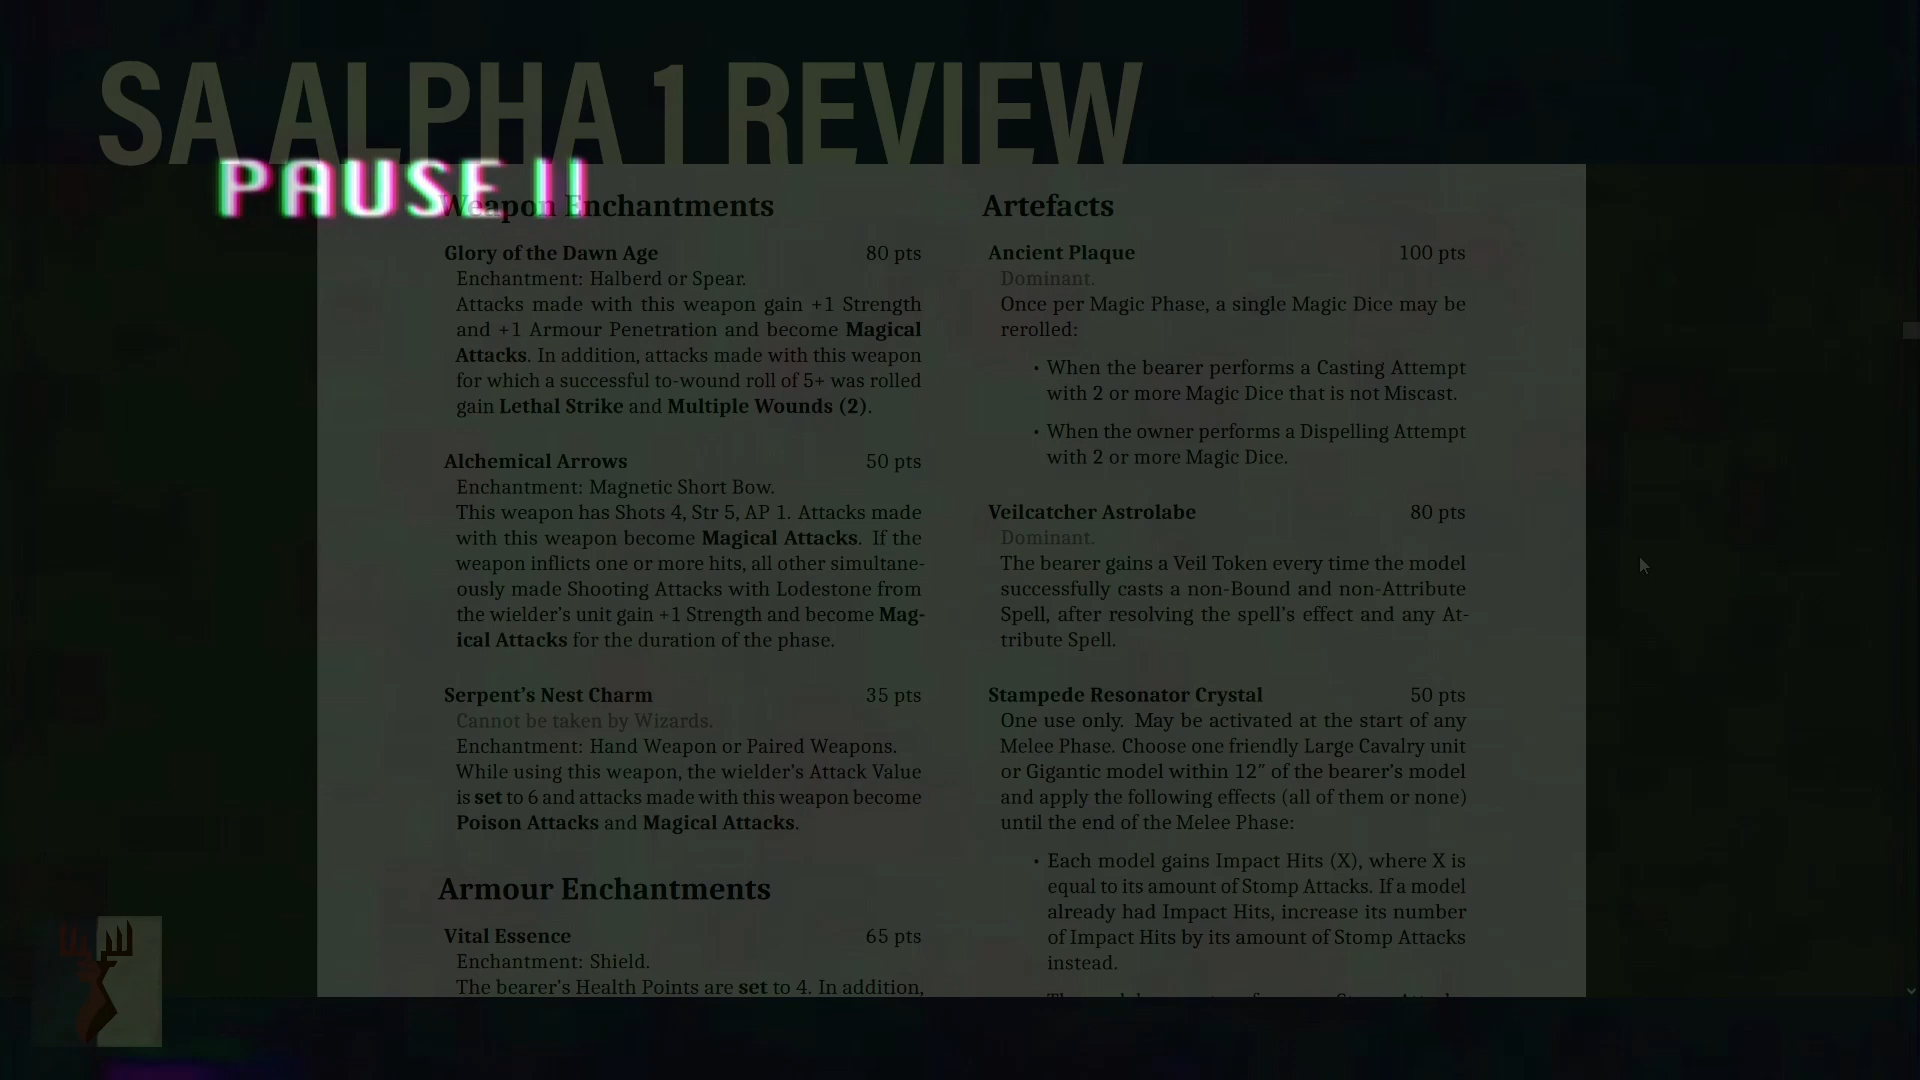 SA ALPHA 1 REVIEW
PAUSE II
Weapon Enchantments
Glory of the Dawn Age 80 pts
Enchantment: Halberd or Spear.
Attacks made with this weapon gain +1 Strength
and +1 Armour Penetration and become Magical
Attacks. In addition, attacks made with this weapon
for which a successful to-wound roll of 5+ was rolled
gain Lethal Strike and Multiple Wounds (2).
Alchemical Arrows 50 pts
Enchantment: Magnetic Short Bow.
This weapon has Shots 4, Str 5, AP 1. Attacks made
with this weapon become Magical Attacks. If the
weapon inflicts one or more hits, all other simultane-
ously made Shooting Attacks with Lodestone from
the wielder's unit gain +1 Strength and become Mag-
ical Attacks for the duration of the phase.
Serpent's Nest Charm 35 pts
Cannot be taken by Wizards.
Enchantment: Hand Weapon or Paired Weapons.
While using this weapon, the wielder's Attack Value
is set to 6 and attacks made with this weapon become
Poison Attacks and Magical Attacks.
Armour Enchantments
Vital Essence 65 pts
Enchantment: Shield.
The bearer's Health Points are set to 4. In addition,
Artefacts
Ancient Plaque 100 pts
Dominant.
Once per Magic Phase, a single Magic Dice may be
rerolled:
• When the bearer performs a Casting Attempt
with 2 or more Magic Dice that is not Miscast.
• When the owner performs a Dispelling Attempt
with 2 or more Magic Dice.
Veilcatcher Astrolabe 80 pts
Dominant.
The bearer gains a Veil Token every time the model
successfully casts a non-Bound and non-Attribute
Spell, after resolving the spell's effect and any At-
tribute Spell.
Stampede Resonator Crystal 50 pts
One use only. May be activated at the start of any
Melee Phase. Choose one friendly Large Cavalry unit
or Gigantic model within 12″ of the bearer's model
and apply the following effects (all of them or none)
until the end of the Melee Phase:
• Each model gains Impact Hits (X), where X is
equal to its amount of Stomp Attacks. If a model
already had Impact Hits, increase its number
of Impact Hits by its amount of Stomp Attacks
instead.